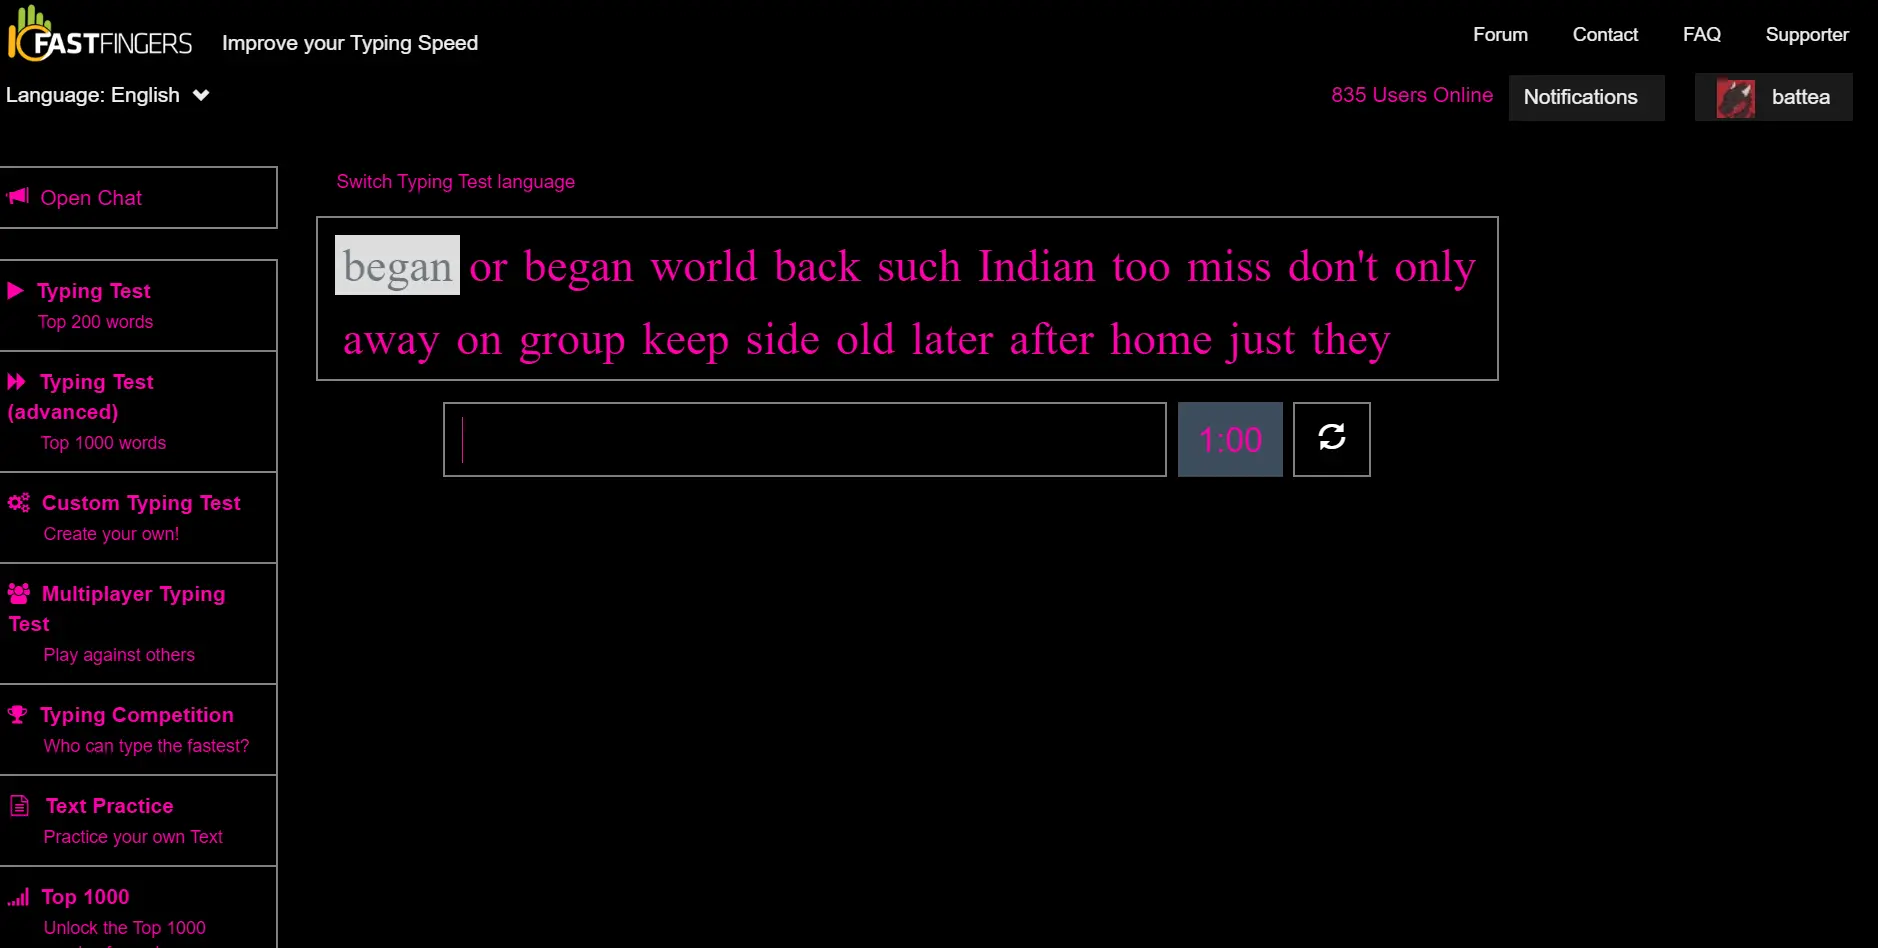 FASTFINGERS
Improve your Typing Speed
Forum
Contact
FAQ
Supporter
Language: English
835 Users Online
Notifications
battea
Open Chat
Switch Typing Test language
began or began world back such Indian too miss don't only
away on group keep side old later after home just they
1:00
Typing Test
Top 200 words
Typing Test
(advanced)
Top 1000 words
Custom Typing Test
Create your own!
Multiplayer Typing
Test
Play against others
Typing Competition
Who can type the fastest?
Text Practice
Practice your own Text
Top 1000
Unlock the Top 1000